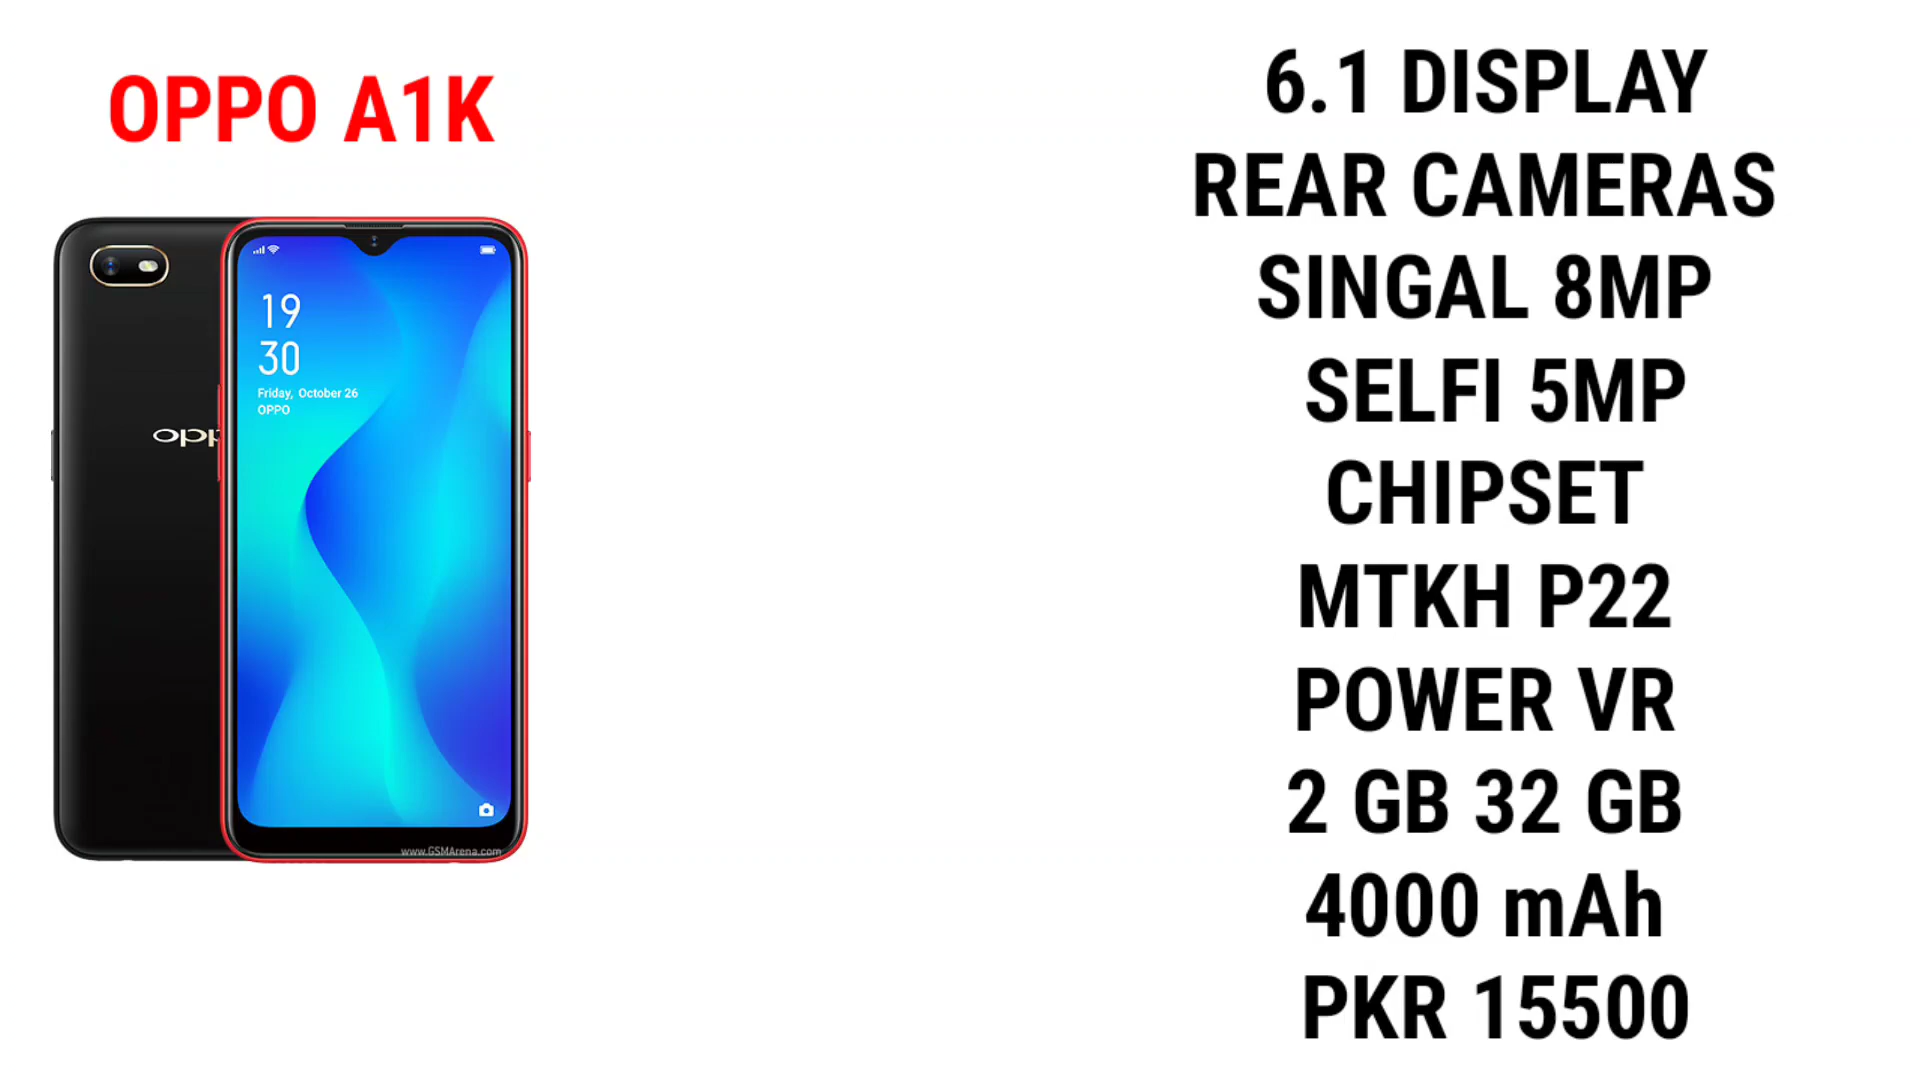 OPPO A1K
6.1 DISPLAY
REAR CAMERAS
SINGAL 8MP
SELFI 5MP
CHIPSET
MTKH P22
POWER VR
2 GB 32 GB
4000 mAh
PKR 15500
19
30
Friday, October 26
OPPO
opp
www.GSMArena.com